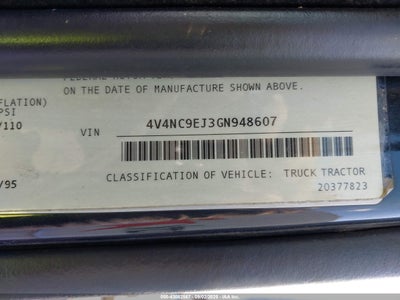 ON THE DATE OF MANUFACTURE SHOWN ABOVE.
FLATION)
PSI
/110
VIN 4V4NC9EJ3GN948607
CLASSIFICATION OF VEHICLE: TRUCK TRACTOR
/95
20377823